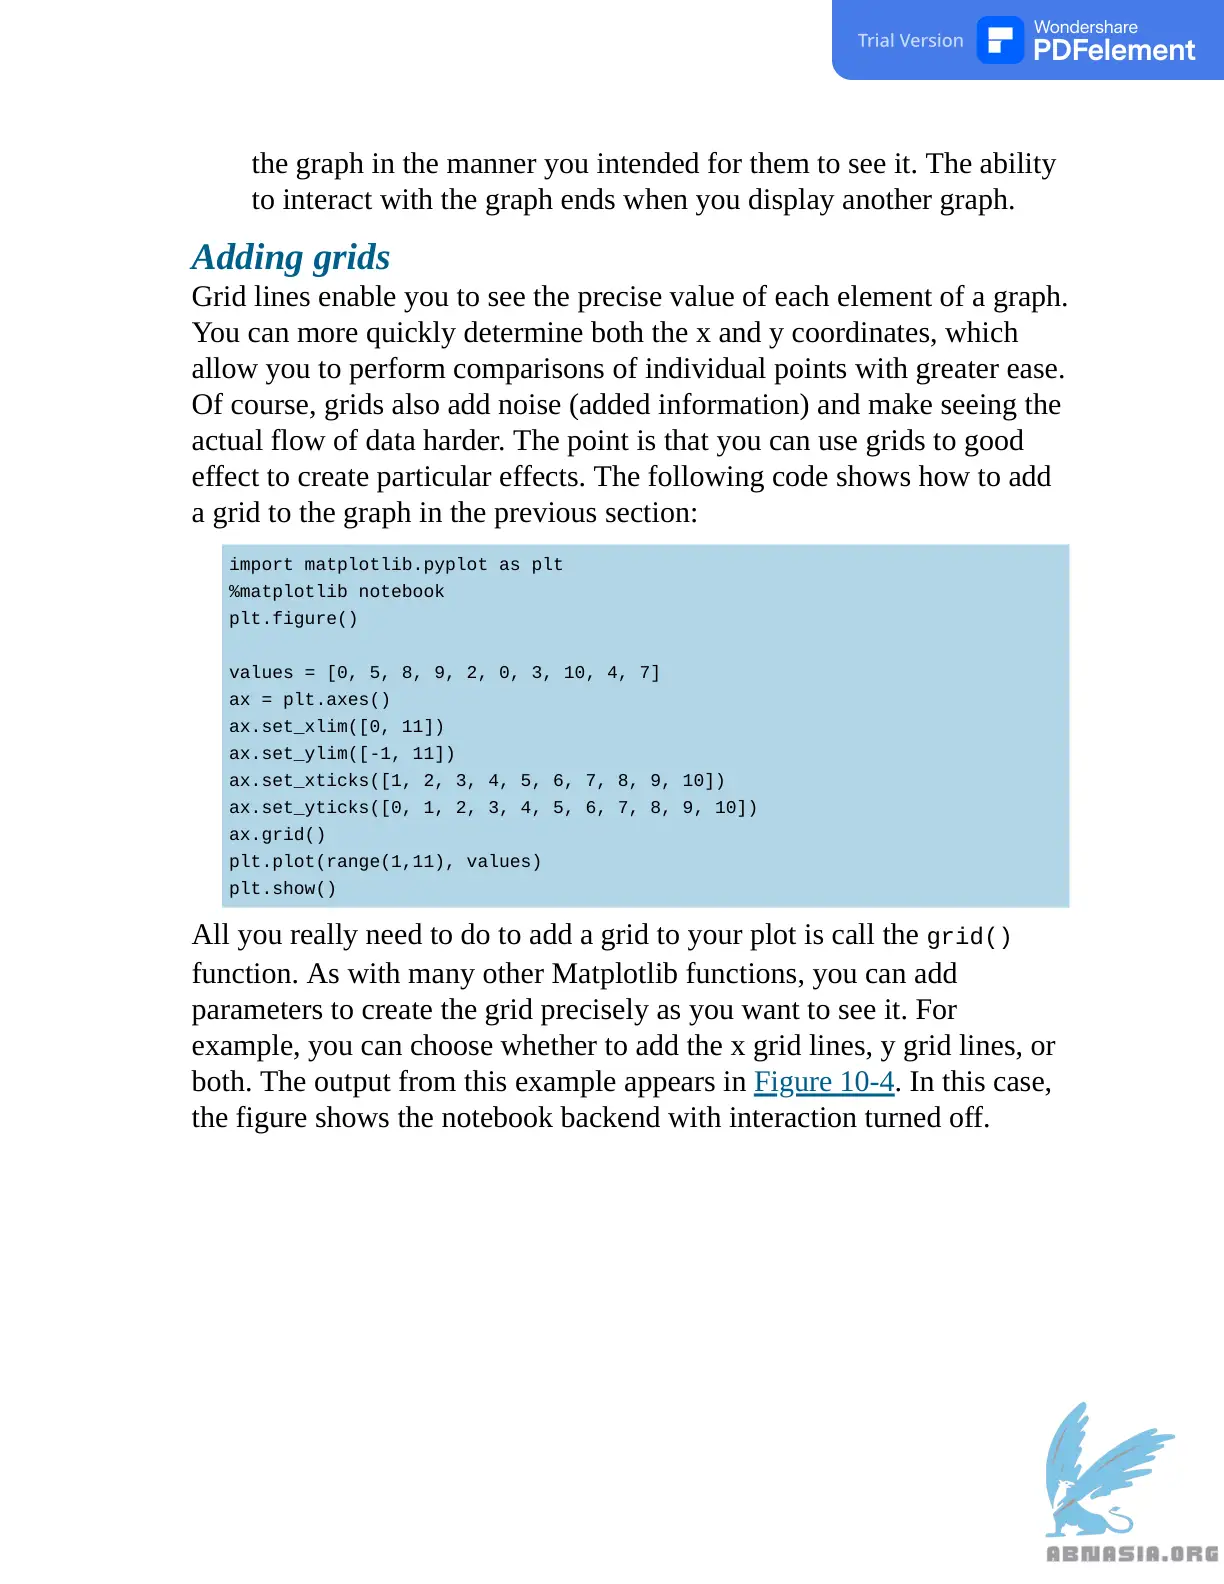 Trial Version
Wondershare
PDFelement
the graph in the manner you intended for them to see it. The ability
to interact with the graph ends when you display another graph.
Adding grids
Grid lines enable you to see the precise value of each element of a graph.
You can more quickly determine both the x and y coordinates, which
allow you to perform comparisons of individual points with greater ease.
Of course, grids also add noise (added information) and make seeing the
actual flow of data harder. The point is that you can use grids to good
effect to create particular effects. The following code shows how to add
a grid to the graph in the previous section:
import matplotlib.pyplot as plt
%matplotlib notebook
plt.figure()
values = [0, 5, 8, 9, 2, 0, 3, 10, 4, 7]
ax = plt.axes()
ax.set_xlim([0, 11])
ax.set_ylim([-1, 11])
ax.set_xticks([1, 2, 3, 4, 5, 6, 7, 8, 9, 10])
ax.set_yticks([0, 1, 2, 3, 4, 5, 6, 7, 8, 9, 10])
ax.grid()
plt.plot(range(1,11), values)
plt.show()
All you really need to do to add a grid to your plot is call the grid()
function. As with many other Matplotlib functions, you can add
parameters to create the grid precisely as you want to see it. For
example, you can choose whether to add the x grid lines, y grid lines, or
both. The output from this example appears in Figure 10-4. In this case,
the figure shows the notebook backend with interaction turned off.
ABNASIA.ORG